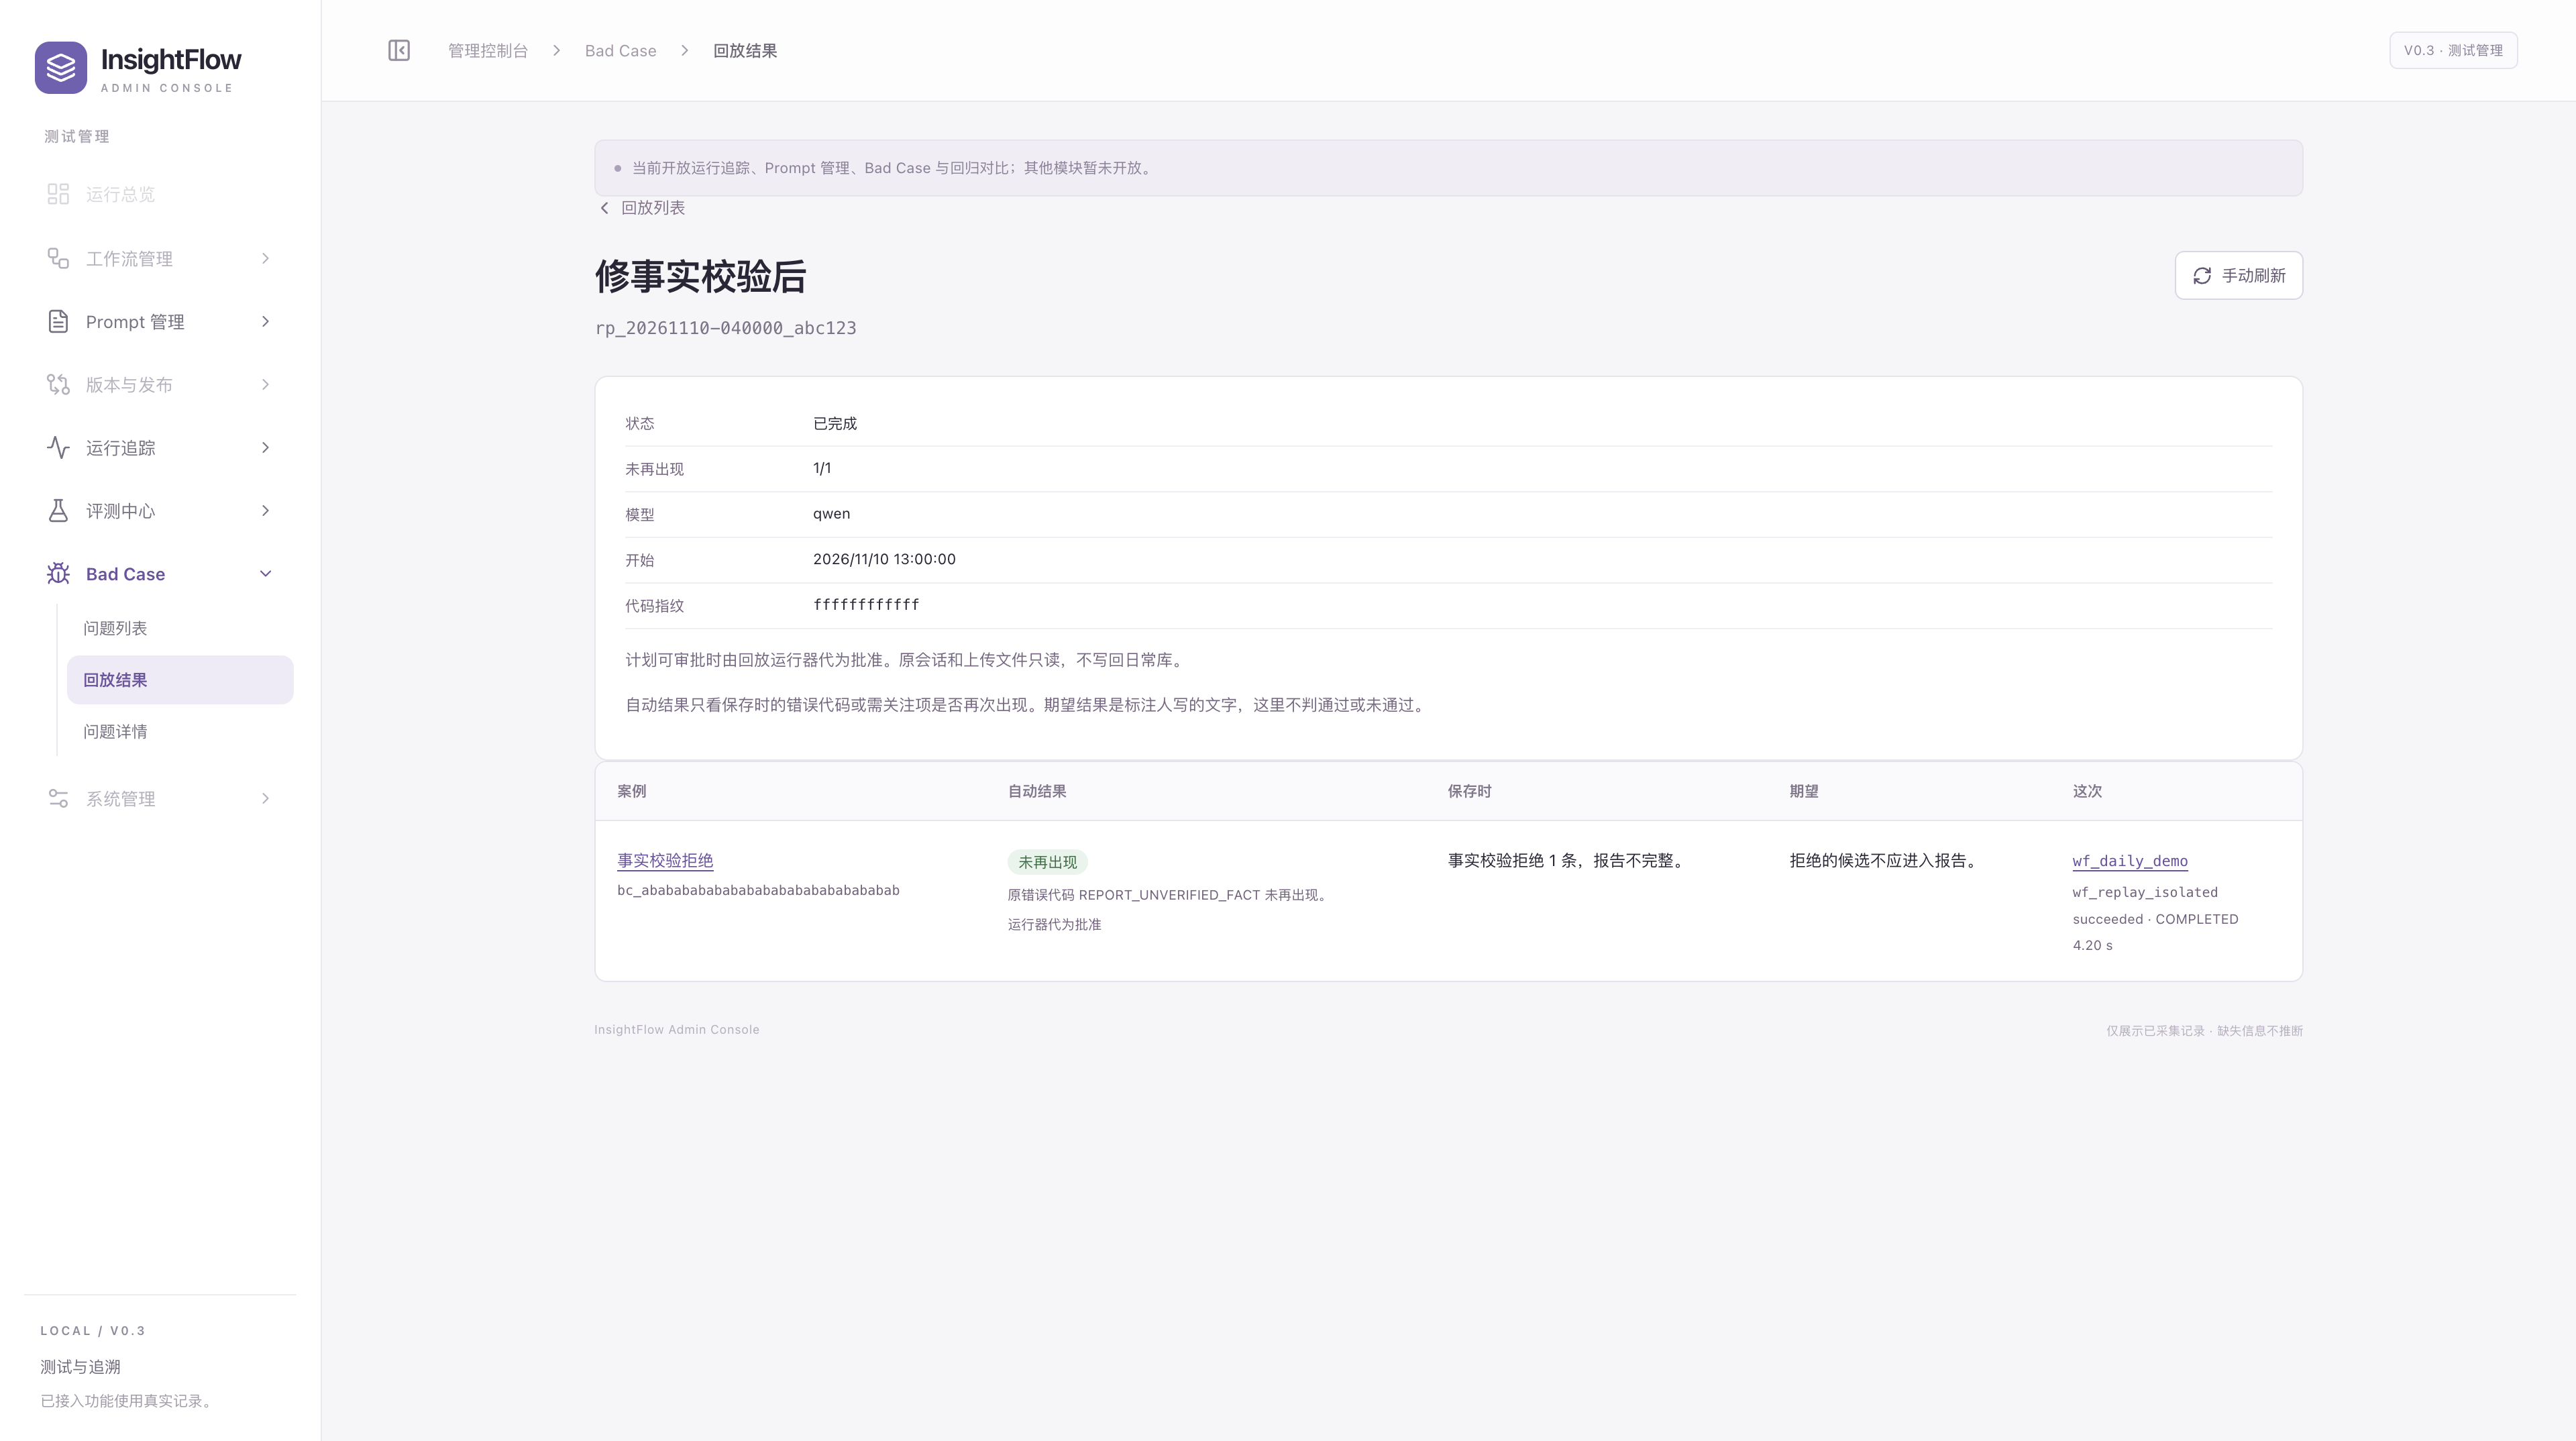 InsightFlow
ADMIN CONSOLE
测试管理
运行总览
工作流管理
Prompt 管理
版本与发布
运行追踪
评测中心
Bad Case
问题列表
回放结果
问题详情
系统管理
LOCAL / V0.3
测试与追溯
已接入功能使用真实记录。
管理控制台
Bad Case
回放结果
V0.3 · 测试管理
当前开放运行追踪、Prompt 管理、Bad Case 与回归对比；其他模块暂未开放。
回放列表
修事实校验后
手动刷新
rp_20261110-040000_abc123
状态 已完成
未再出现 1/1
模型 qwen
开始 2026/11/10 13:00:00
代码指纹 ffffffffffff
计划可审批时由回放运行器代为批准。原会话和上传文件只读，不写回日常库。
自动结果只看保存时的错误代码或需关注项是否再次出现。期望结果是标注人写的文字，这里不判通过或未通过。
案例 自动结果 保存时 期望 这次
事实校验拒绝
bc_abababababababababababababababab
未再出现
原错误代码 REPORT_UNVERIFIED_FACT 未再出现。
运行器代为批准
事实校验拒绝 1 条，报告不完整。
拒绝的候选不应进入报告。
wf_daily_demo
wf_replay_isolated
succeeded · COMPLETED
4.20 s
InsightFlow Admin Console
仅展示已采集记录 · 缺失信息不推断